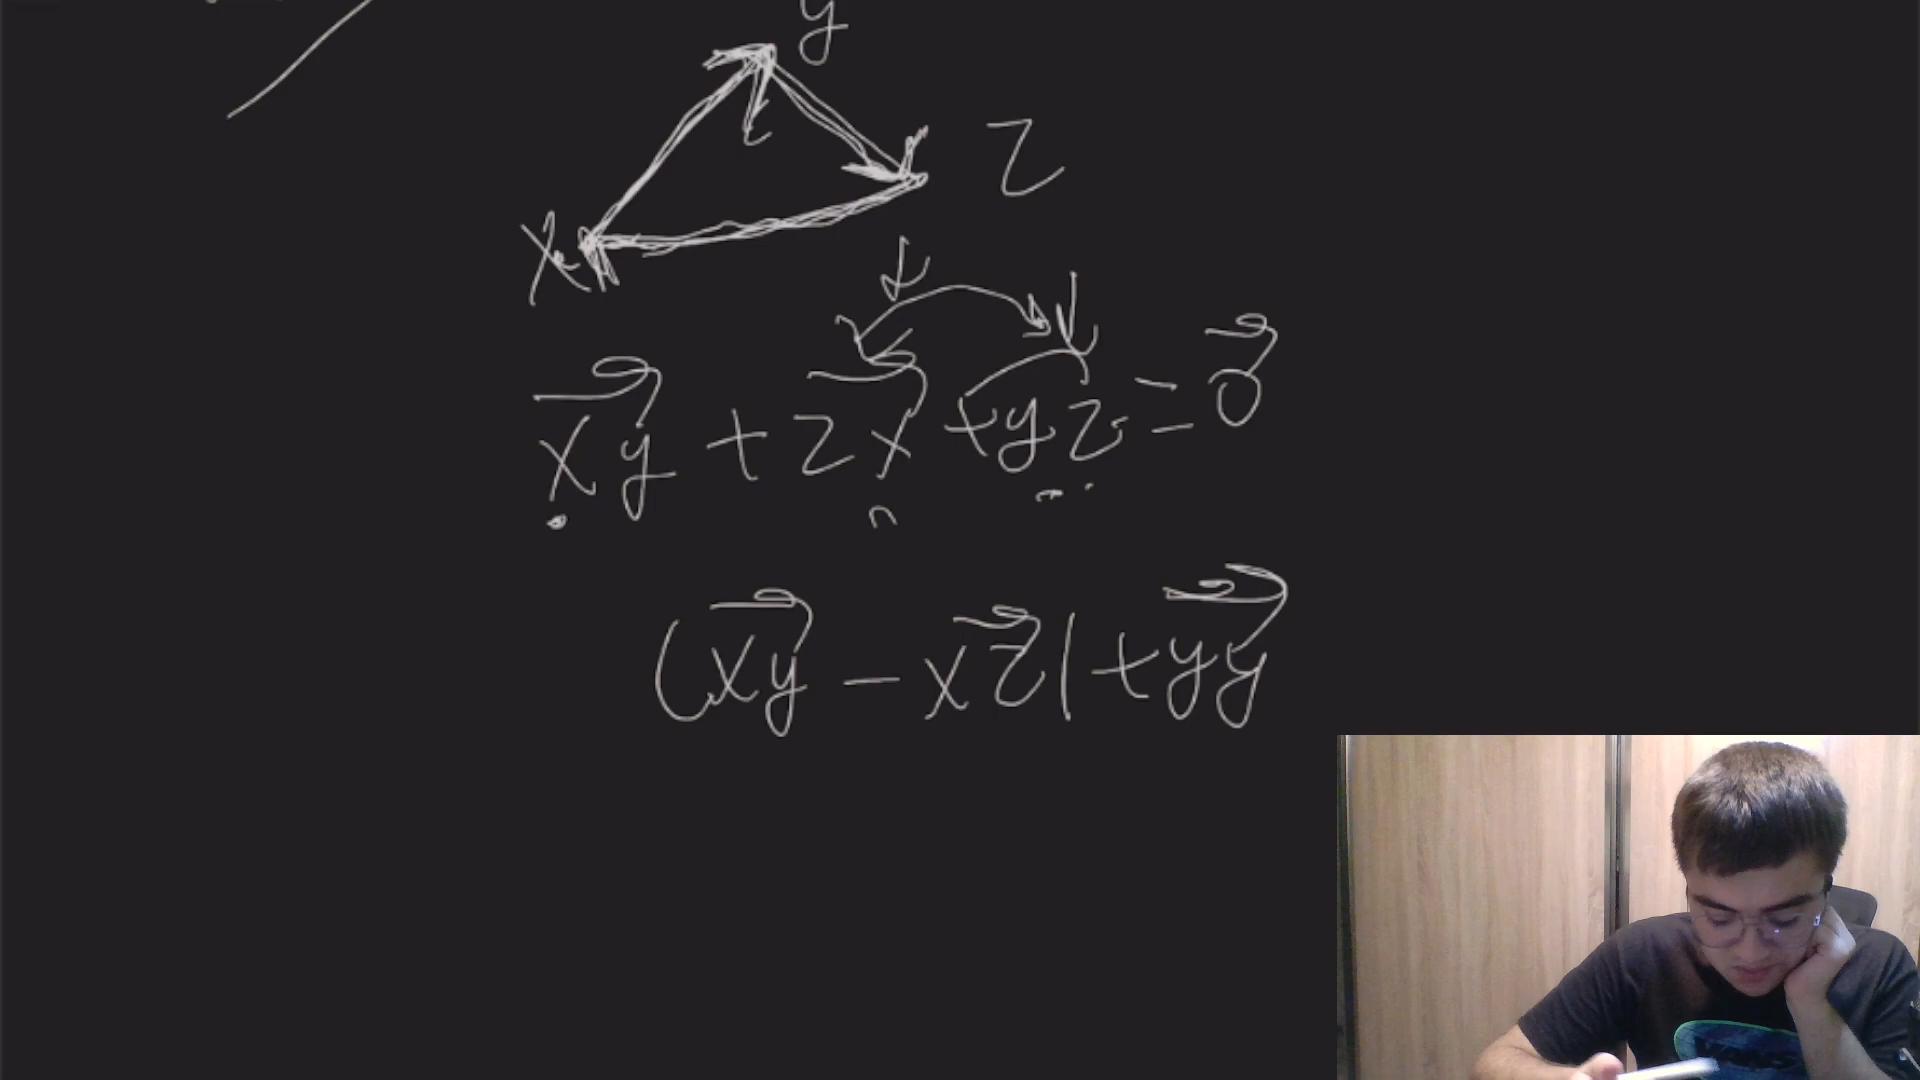 y
z
x
xy + zx + yz = 0
(xy - xz) + yy